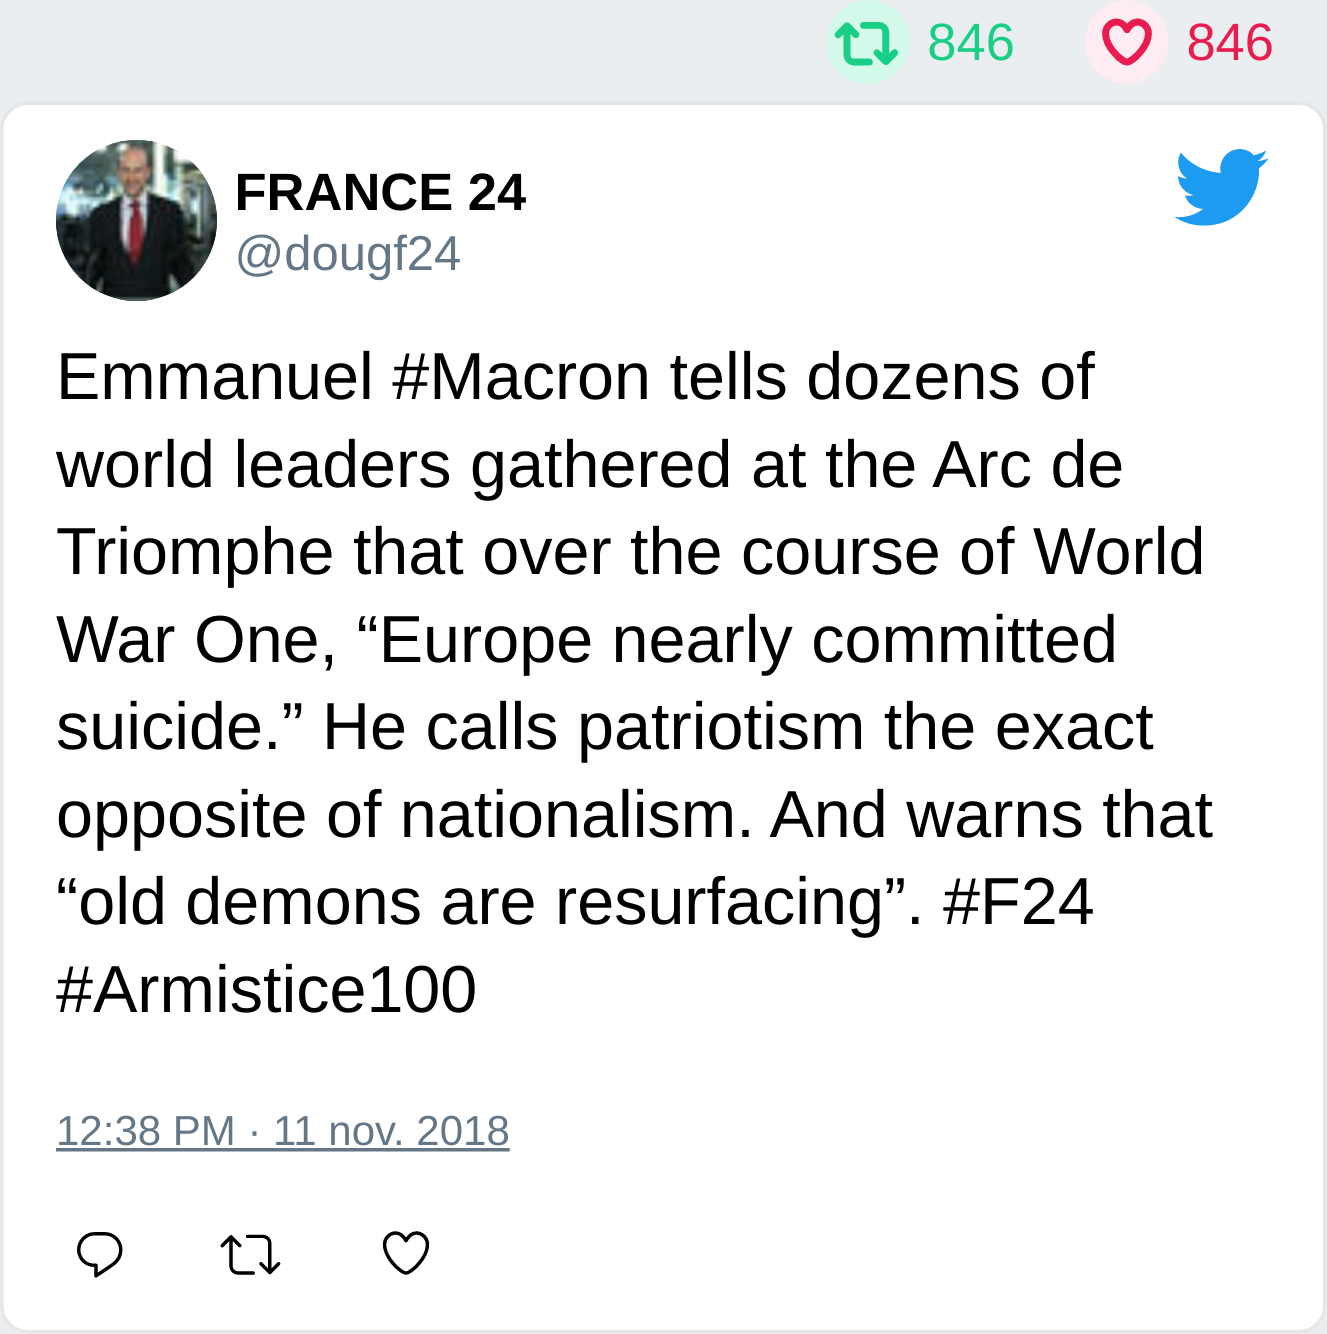 846 846
FRANCE 24
@dougf24
Emmanuel #Macron tells dozens of
world leaders gathered at the Arc de
Triomphe that over the course of World
War One, “Europe nearly committed
suicide.” He calls patriotism the exact
opposite of nationalism. And warns that
“old demons are resurfacing”. #F24
#Armistice100
12:38 PM · 11 nov. 2018